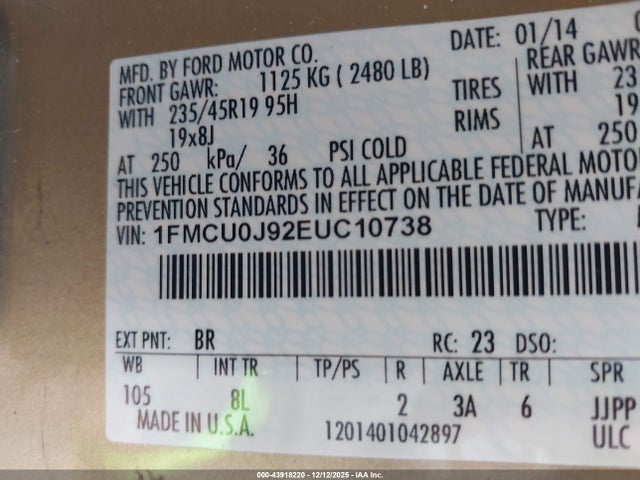 MFD. BY FORD MOTOR CO.
DATE: 01/14
FRONT GAWR: 1125 KG ( 2480 LB)
REAR GAWR
WITH 235/45R19 95H TIRES
WITH 23
19x8J RIMS
19
AT 250 kPa/ 36 PSI COLD
AT 250
THIS VEHICLE CONFORMS TO ALL APPLICABLE FEDERAL MOTO
PREVENTION STANDARDS IN EFFECT ON THE DATE OF MANUF
VIN: 1FMCU0J92EUC10738 TYPE:
EXT PNT: BR RC: 23 DSO:
WB INT TR TP/PS R AXLE TR SPR
105 8L 2 3A 6 JJPP
MADE IN U.S.A. 1201401042897 ULC
000-43918220 - 12/12/2025 - IAAI, Inc.